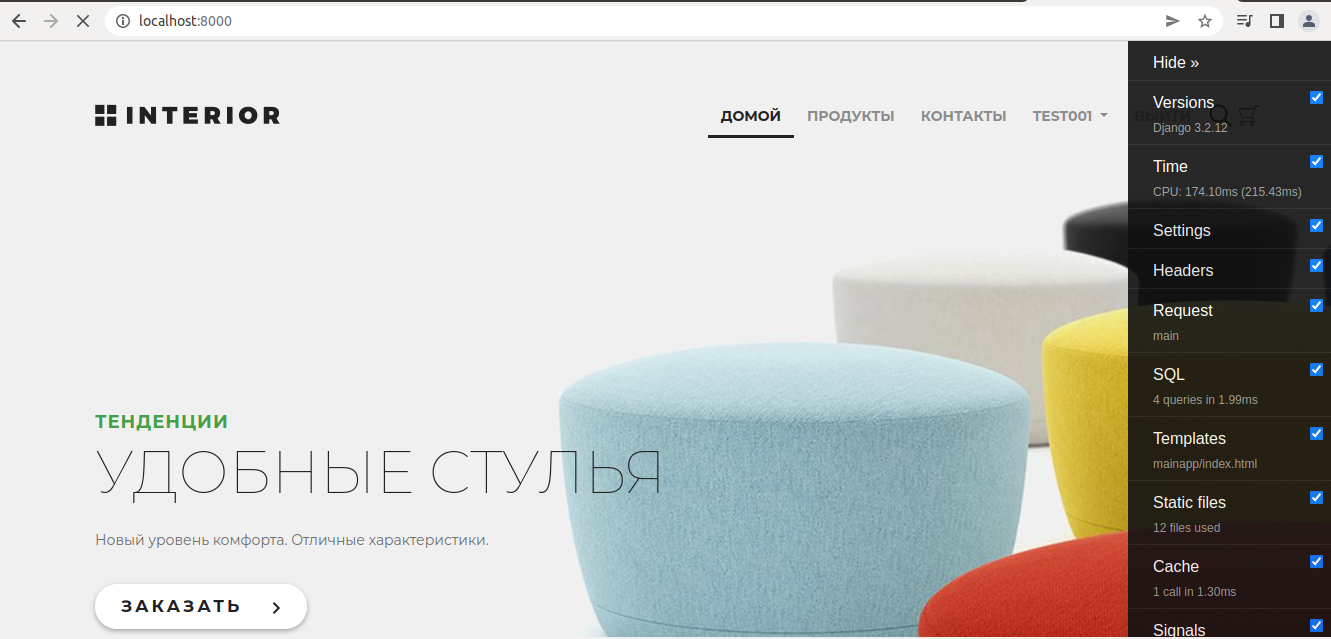 localhost:8000
INTERIOR
ДОМОЙ ПРОДУКТЫ КОНТАКТЫ TEST001 ВЫЙТИ
ТЕНДЕНЦИИ
УДОБНЫЕ СТУЛЬЯ
Новый уровень комфорта. Отличные характеристики.
ЗАКАЗАТЬ
Hide »
Versions
Django 3.2.12
Time
CPU: 174.10ms (215.43ms)
Settings
Headers
Request
main
SQL
4 queries in 1.99ms
Templates
mainapp/index.html
Static files
12 files used
Cache
1 call in 1.30ms
Signals